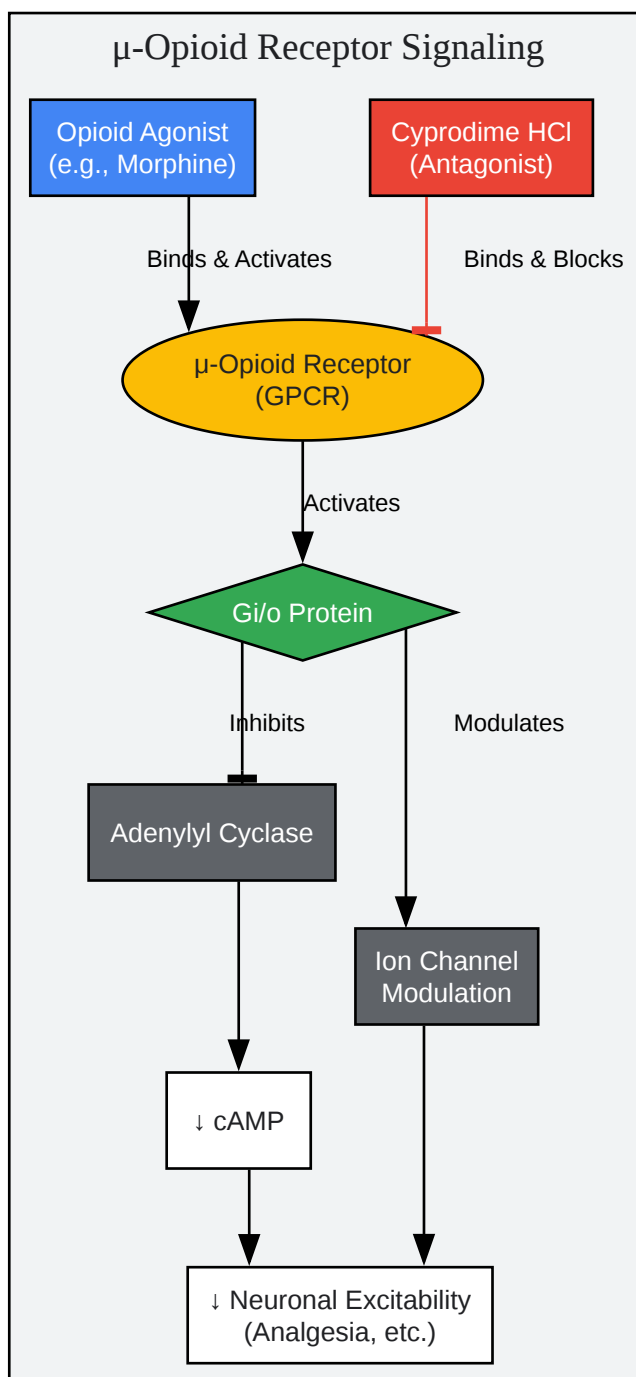 μ-Opioid Receptor Signaling
Opioid Agonist
(e.g., Morphine)
Cyprodime HCl
(Antagonist)
Binds & Activates
Binds & Blocks
μ-Opioid Receptor
(GPCR)
Activates
Gi/o Protein
Inhibits
Modulates
Adenylyl Cyclase
Ion Channel
Modulation
↓ cAMP
↓ Neuronal Excitability
(Analgesia, etc.)